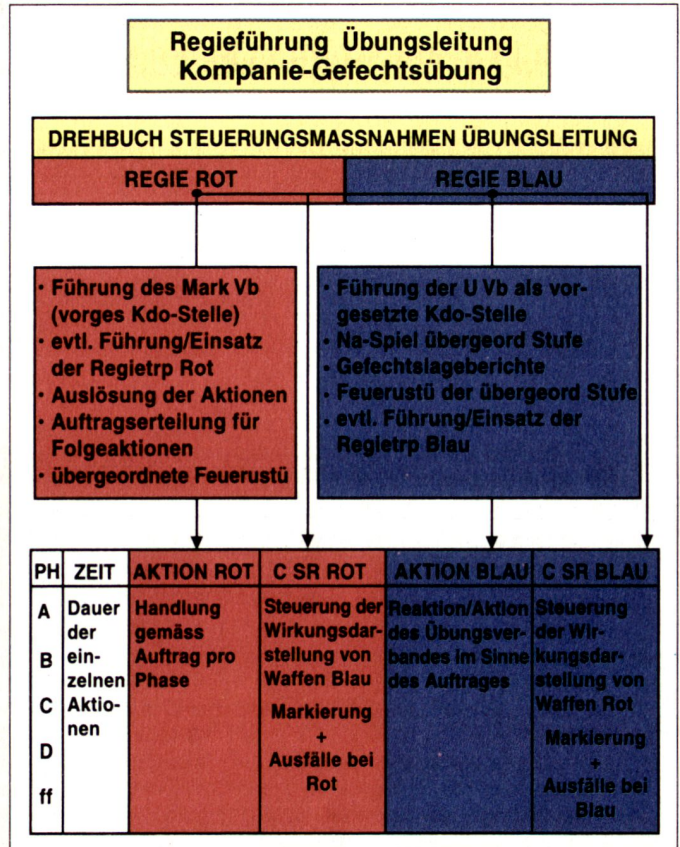 Regieführung Übungsleitung
Kompanie-Gefechtsübung
DREHBUCH STEUERUNGSMASSNAHMEN ÜBUNGSLEITUNG
REGIE ROT
REGIE BLAU
· Führung des Mark Vb
(vorges Kdo-Stelle)
· evtl. Führung/Einsatz
der Regietrp Rot
· Auslösung der Aktionen
· Auftragserteilung für
Folgeaktionen
· übergeordnete Feuerustü
· Führung der U Vb als vor-
gesetzte Kdo-Stelle
· Na-Spiel übergeord Stufe
· Gefechtslageberichte
· Feuerustü der übergeord Stufe
· evtl. Führung/Einsatz der
Regietrp Blau
PH
ZEIT
AKTION ROT
C SR ROT
AKTION BLAU
C SR BLAU
A
B
C
D
ff
Dauer
der
ein-
zelnen
Aktio-
nen
Handlung
gemäss
Auftrag pro
Phase
Steuerung der
Wirkungsdar-
stellung von
Waffen Blau
Markierung
+
Ausfälle bei
Rot
Reaktion/Aktion
des Übungsver-
bandes im Sinne
des Auftrages
Steuerung
der Wir-
kungsdar-
stellung von
Waffen Rot
Markierung
+
Ausfälle bei
Blau